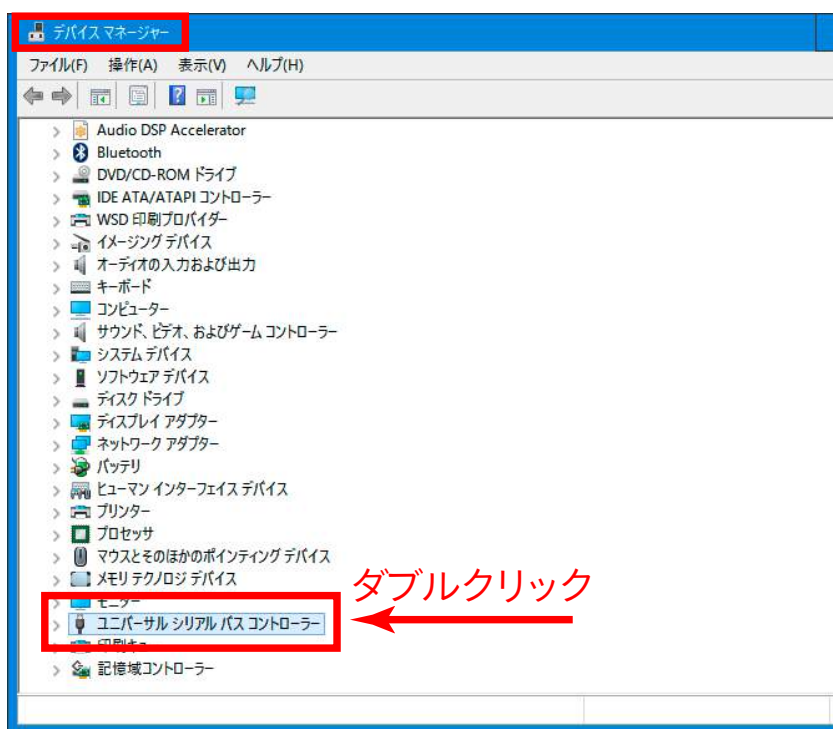 デバイス マネージャー
ファイル(F) 操作(A) 表示(V) ヘルプ(H)
Audio DSP Accelerator
Bluetooth
DVD/CD-ROM ドライブ
IDE ATA/ATAPI コントローラー
WSD 印刷プロバイダー
イメージング デバイス
オーディオの入力および出力
キーボード
コンピューター
サウンド、ビデオ、およびゲーム コントローラー
システム デバイス
ソフトウェア デバイス
ディスク ドライブ
ディスプレイ アダプター
ネットワーク アダプター
バッテリ
ヒューマン インターフェイス デバイス
プリンター
プロセッサ
マウスとそのほかのポインティング デバイス
メモリ テクノロジ デバイス
ダブルクリック
モニター
ユニバーサル シリアル バス コントローラー
印刷キュー
記憶域コントローラー